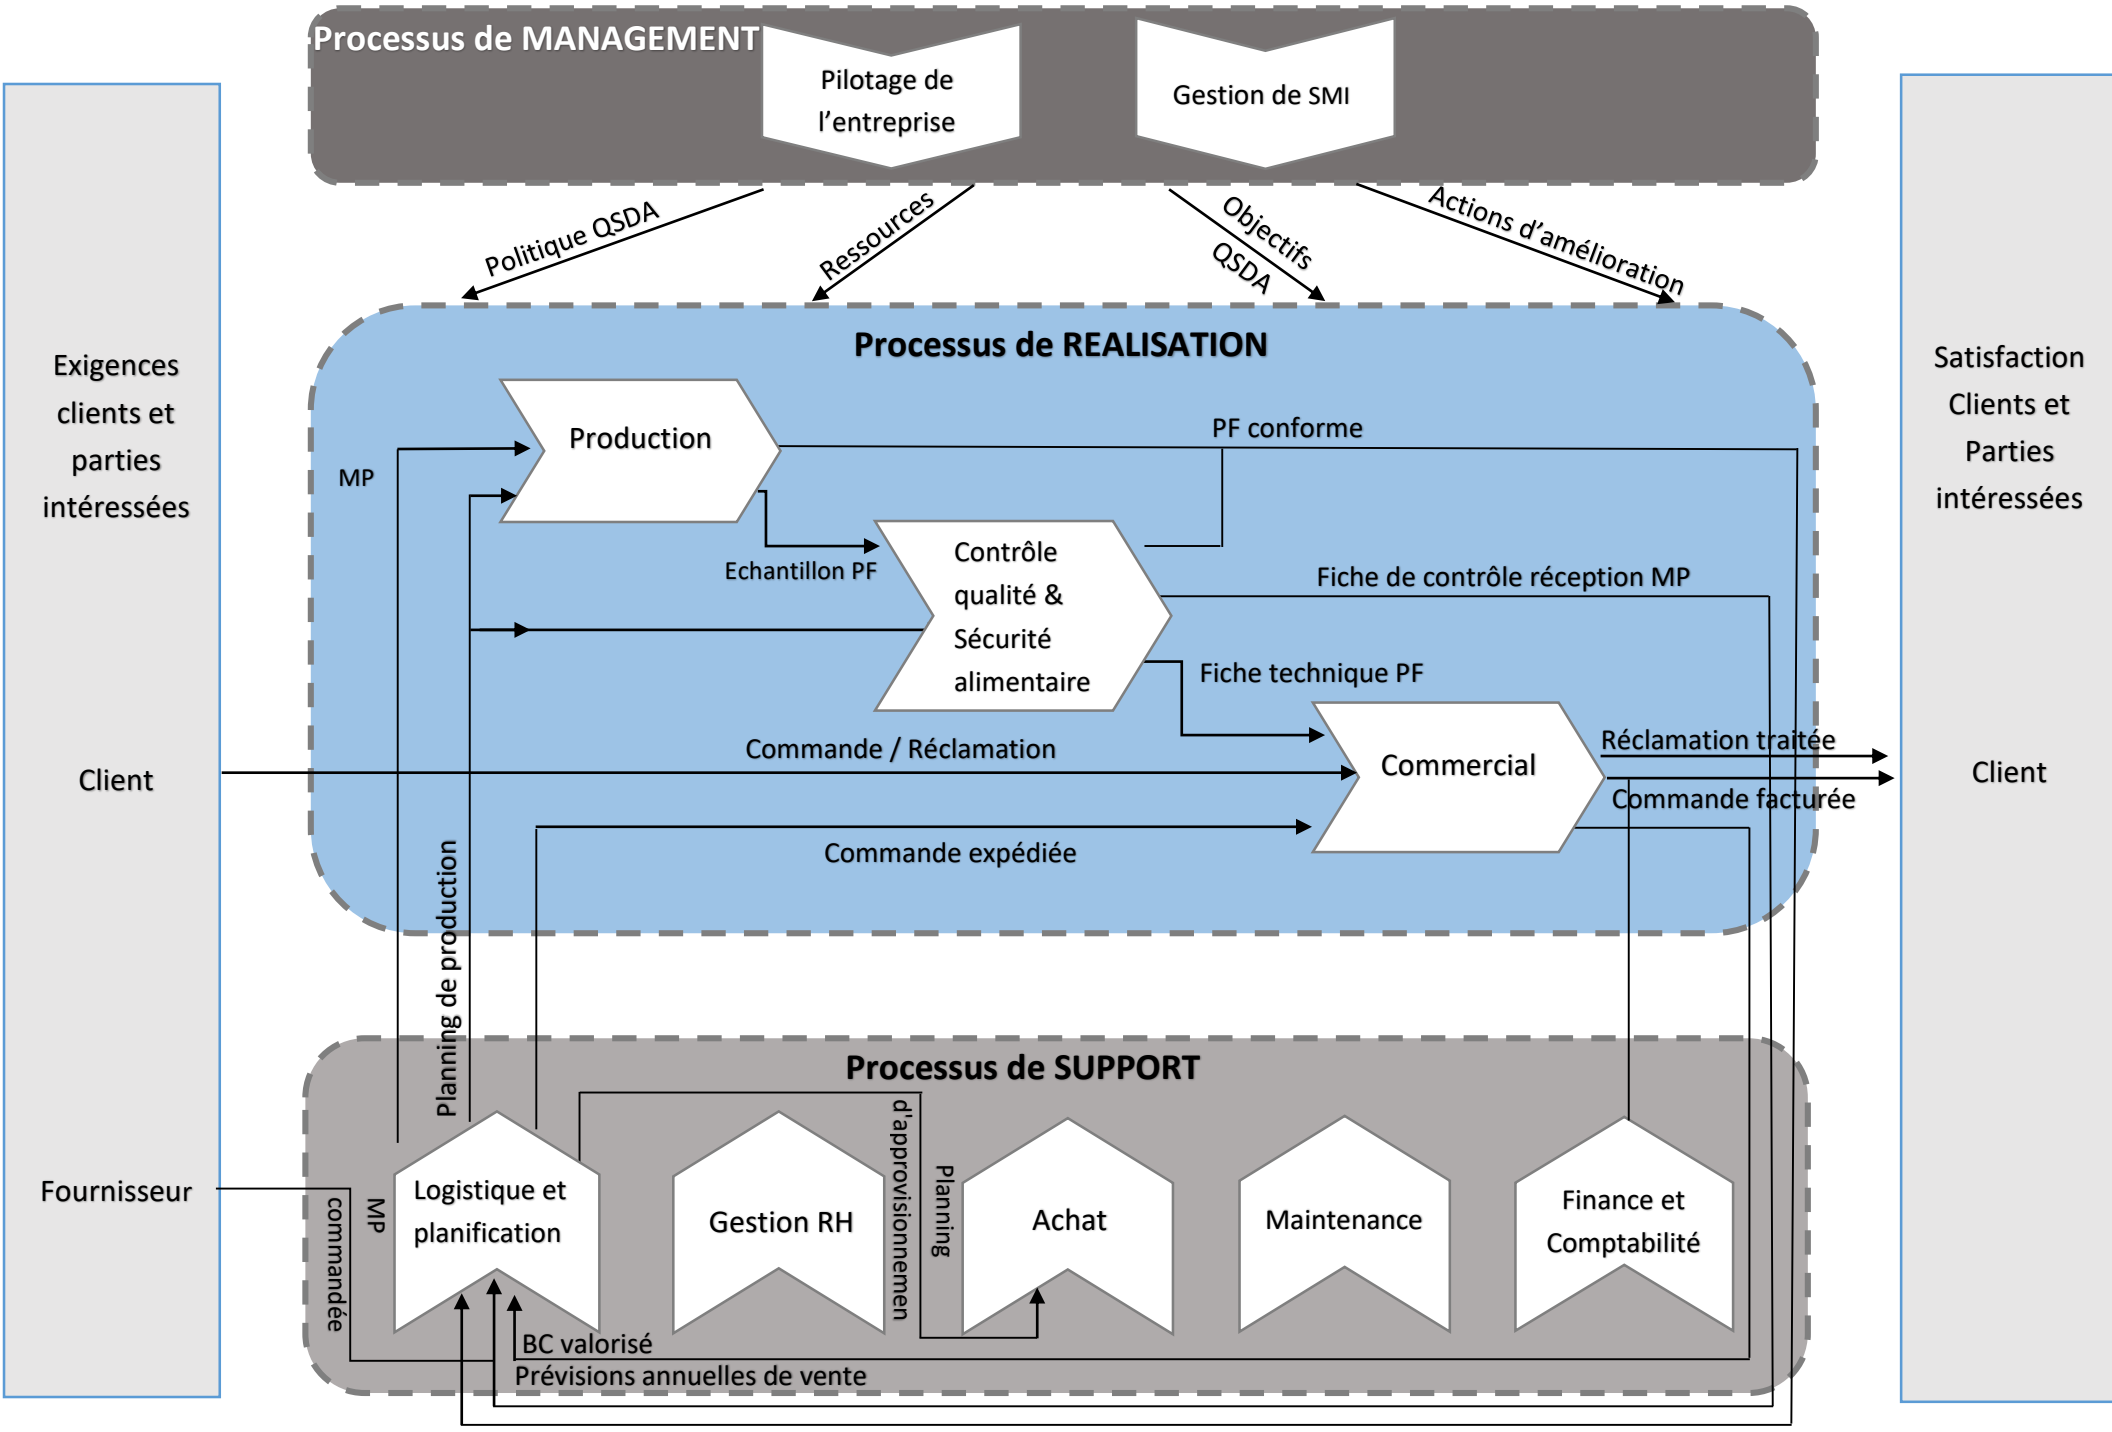 Processus de MANAGEMENT
Pilotage de
l’entreprise
Gestion de SMI
Politique QSDA
Ressources
Objectifs
QSDA
Actions d’amélioration
Exigences
clients et
parties
intéressées
Client
Fournisseur
Processus de REALISATION
Production
PF conforme
MP
Echantillon PF
Contrôle
qualité &
Sécurité
alimentaire
Fiche de contrôle réception MP
Fiche technique PF
Commande / Réclamation
Commercial
Réclamation traitée
Commande facturée
Commande expédiée
Planning de production
Satisfaction
Clients et
Parties
intéressées
Client
Processus de SUPPORT
MP
commandée
Logistique et
planification
Gestion RH
Planning
d'approvisionnemen
Achat
Maintenance
Finance et
Comptabilité
BC valorisé
Prévisions annuelles de vente